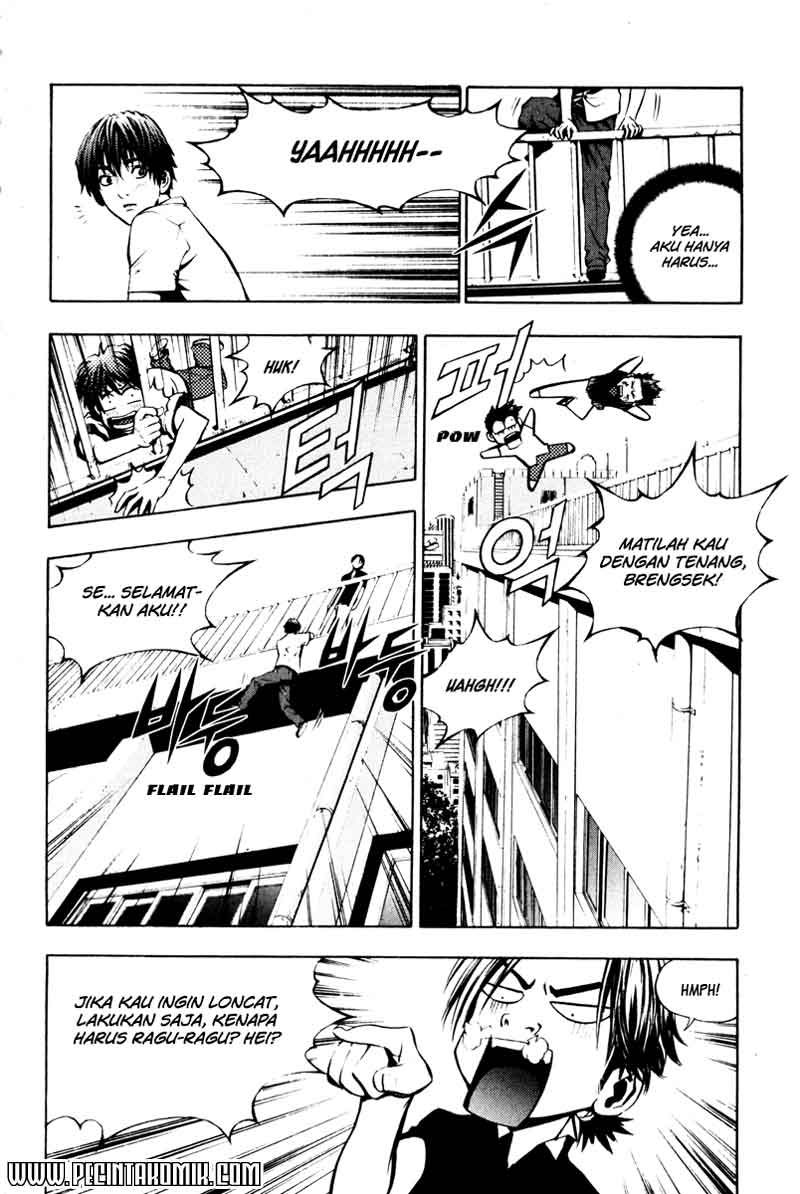 YAAHHHHH--
YEA...
AKU HANYA
HARUS...
HUK!
턱
퍼
POW
억
MATILAH KAU
DENGAN TENANG,
BRENGSEK!
UAHGH!!!
SE... SELAMAT-
KAN AKU!!
바둥
바둥
FLAIL FLAIL
HMPH!
JIKA KAU INGIN LONCAT,
LAKUKAN SAJA, KENAPA
HARUS RAGU-RAGU? HEI?
WWW.PECINTAKOMIK.COM